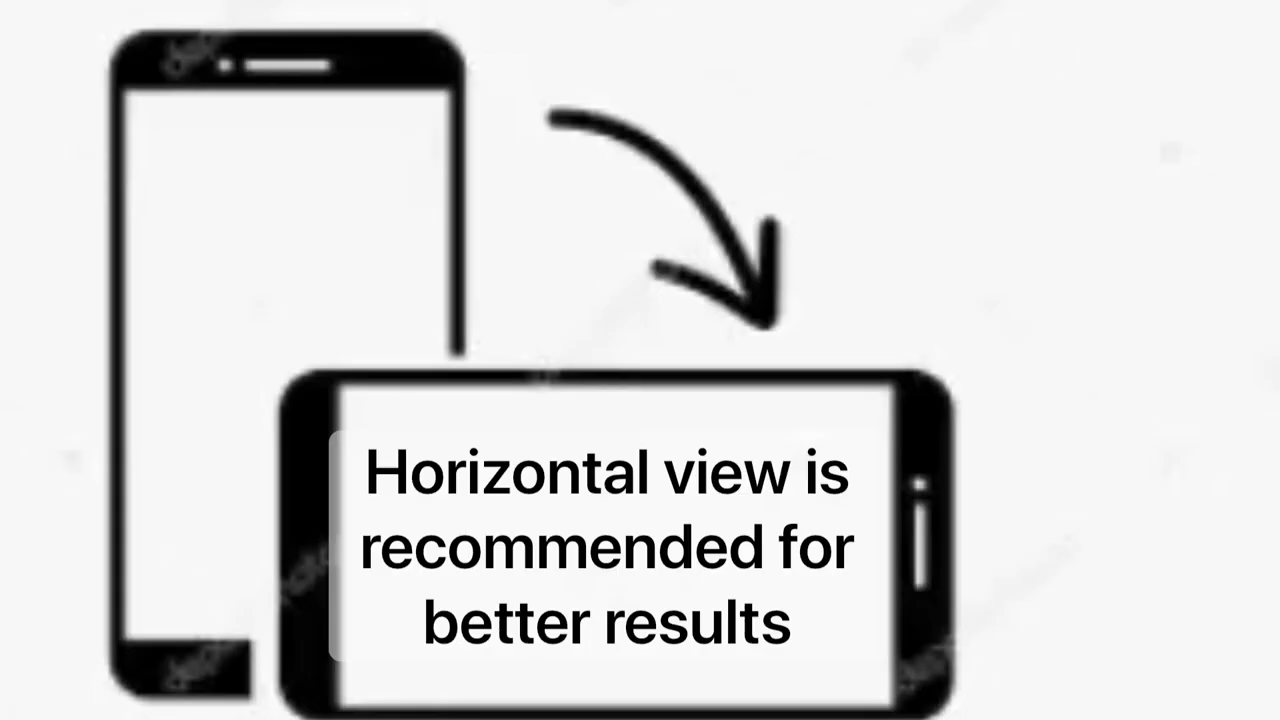 Horizontal view is
recommended for
better results